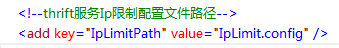 <!--thrift服务Ip限制配置文件路径-->
<add key="IpLimitPath" value="IpLimit.config" />